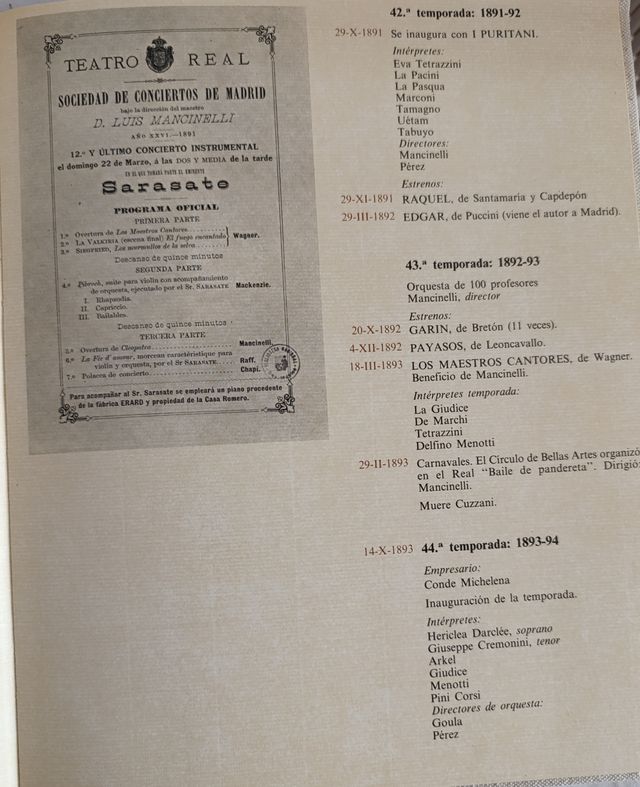 TEATRO REAL
SOCIEDAD DE CONCIERTOS DE MADRID
bajo la dirección del maestro
D. LUIS MANCINELLI
AÑO XXVI.—1891
12.º Y ÚLTIMO CONCIERTO INSTRUMENTAL
el domingo 22 de Marzo, á las DOS Y MEDIA de la tarde
EN EL QUE TOMARÁ PARTE EL EMINENTE
Sarasate
PROGRAMA OFICIAL
PRIMERA PARTE
1.º Overtura de Los Maestros Cantores
2.º LA VALKIRIA (escena final) El fuego encantado
3.º SIEGFRIED, Los murmullos de la selva
Wagner.
Descanso de quince minutos
SEGUNDA PARTE
4.º Pibroch, suite para violin con acompañamiento
de orquesta, ejecutado por el Sr. SARASATE Mackenzie.
I. Rhapsodia.
II. Capriccio.
III. Bailables.
Descanso de quince minutos
TERCERA PARTE
5.º Overtura de Cleopatra Mancinelli.
6.º La Fée d'amour, morceau caractéristique para
violin y orquesta, por el Sr SARASATE Raff.
7.º Polacca de concierto Chapí.
Para acompañar al Sr. Sarasate se empleará un piano procedente
de la fábrica ERARD y propiedad de la Casa Romero.
42.ª temporada: 1891-92
29-X-1891 Se inaugura con I PURITANI.
Intérpretes:
Eva Tetrazzini
La Pacini
La Pasqua
Marconi
Tamagno
Uétam
Tabuyo
Directores:
Mancinelli
Pérez
Estrenos:
29-XI-1891 RAQUEL, de Santamaría y Capdepón
29-III-1892 EDGAR, de Puccini (viene el autor a Madrid).
43.ª temporada: 1892-93
Orquesta de 100 profesores
Mancinelli, director
Estrenos:
20-X-1892 GARIN, de Bretón (11 veces).
4-XII-1892 PAYASOS, de Leoncavallo.
18-III-1893 LOS MAESTROS CANTORES, de Wagner.
Beneficio de Mancinelli.
Intérpretes temporada:
La Giudice
De Marchi
Tetrazzini
Delfino Menotti
29-II-1893 Carnavales. El Círculo de Bellas Artes organizó
en el Real "Baile de pandereta". Dirigió:
Mancinelli.
Muere Cuzzani.
14-X-1893 44.ª temporada: 1893-94
Empresario:
Conde Michelena
Inauguración de la temporada.
Intérpretes:
Hericlea Darclée, soprano
Giuseppe Cremonini, tenor
Arkel
Giudice
Menotti
Pini Corsi
Directores de orquesta:
Goula
Pérez